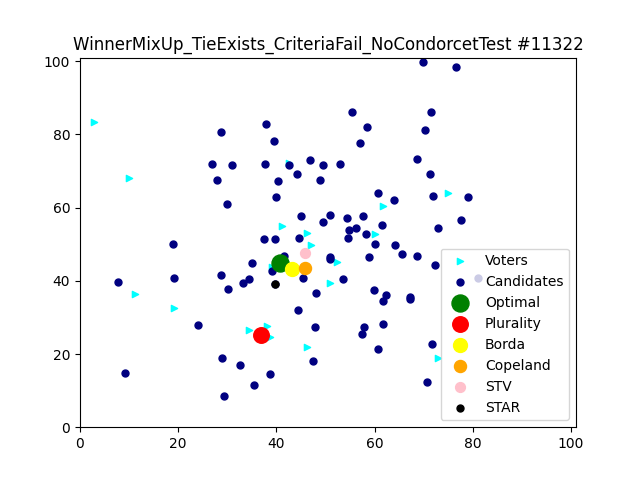 WinnerMixUp_TieExists_CriteriaFail_NoCondorcetTest #11322
100
80
60
40
20
0
0 20 40 60 80 100
Voters
Candidates
Optimal
Plurality
Borda
Copeland
STV
STAR